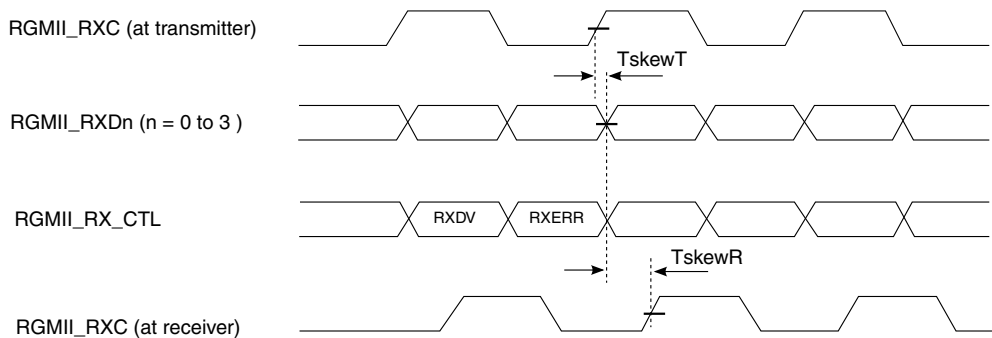 RGMII_RXC (at transmitter)
TskewT
RGMII_RXDn (n = 0 to 3 )
RGMII_RX_CTL
RXDV
RXERR
TskewR
RGMII_RXC (at receiver)